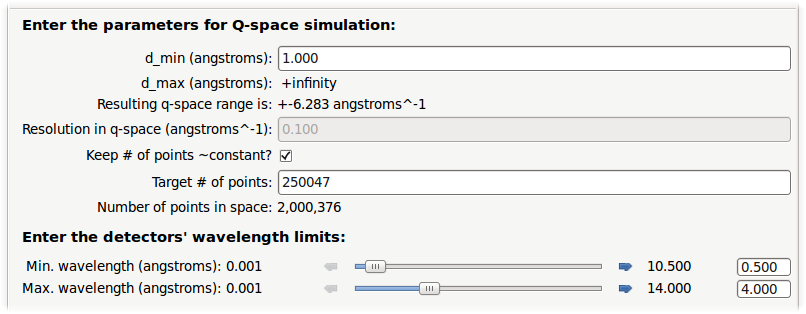 Enter the parameters for Q-space simulation:
d_min (angstroms): 1.000
d_max (angstroms): +infinity
Resulting q-space range is: +-6.283 angstroms^-1
Resolution in q-space (angstroms^-1): 0.100
Keep # of points ~constant?
Target # of points: 250047
Number of points in space: 2,000,376
Enter the detectors' wavelength limits:
Min. wavelength (angstroms): 0.001 10.500 0.500
Max. wavelength (angstroms): 0.001 14.000 4.000